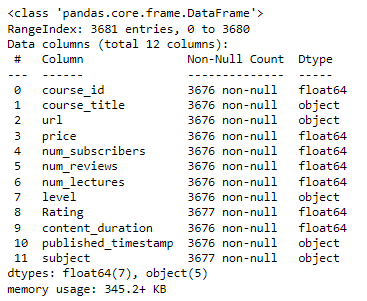 <class 'pandas.core.frame.DataFrame'>
RangeIndex: 3681 entries, 0 to 3680
Data columns (total 12 columns):
 #   Column               Non-Null Count  Dtype
---  ------               --------------  -----
 0   course_id            3676 non-null   float64
 1   course_title         3676 non-null   object
 2   url                  3676 non-null   object
 3   price                3676 non-null   float64
 4   num_subscribers      3676 non-null   float64
 5   num_reviews          3676 non-null   float64
 6   num_lectures         3676 non-null   float64
 7   level                3676 non-null   object
 8   Rating               3677 non-null   float64
 9   content_duration     3676 non-null   float64
 10  published_timestamp  3676 non-null   object
 11  subject              3677 non-null   object
dtypes: float64(7), object(5)
memory usage: 345.2+ KB